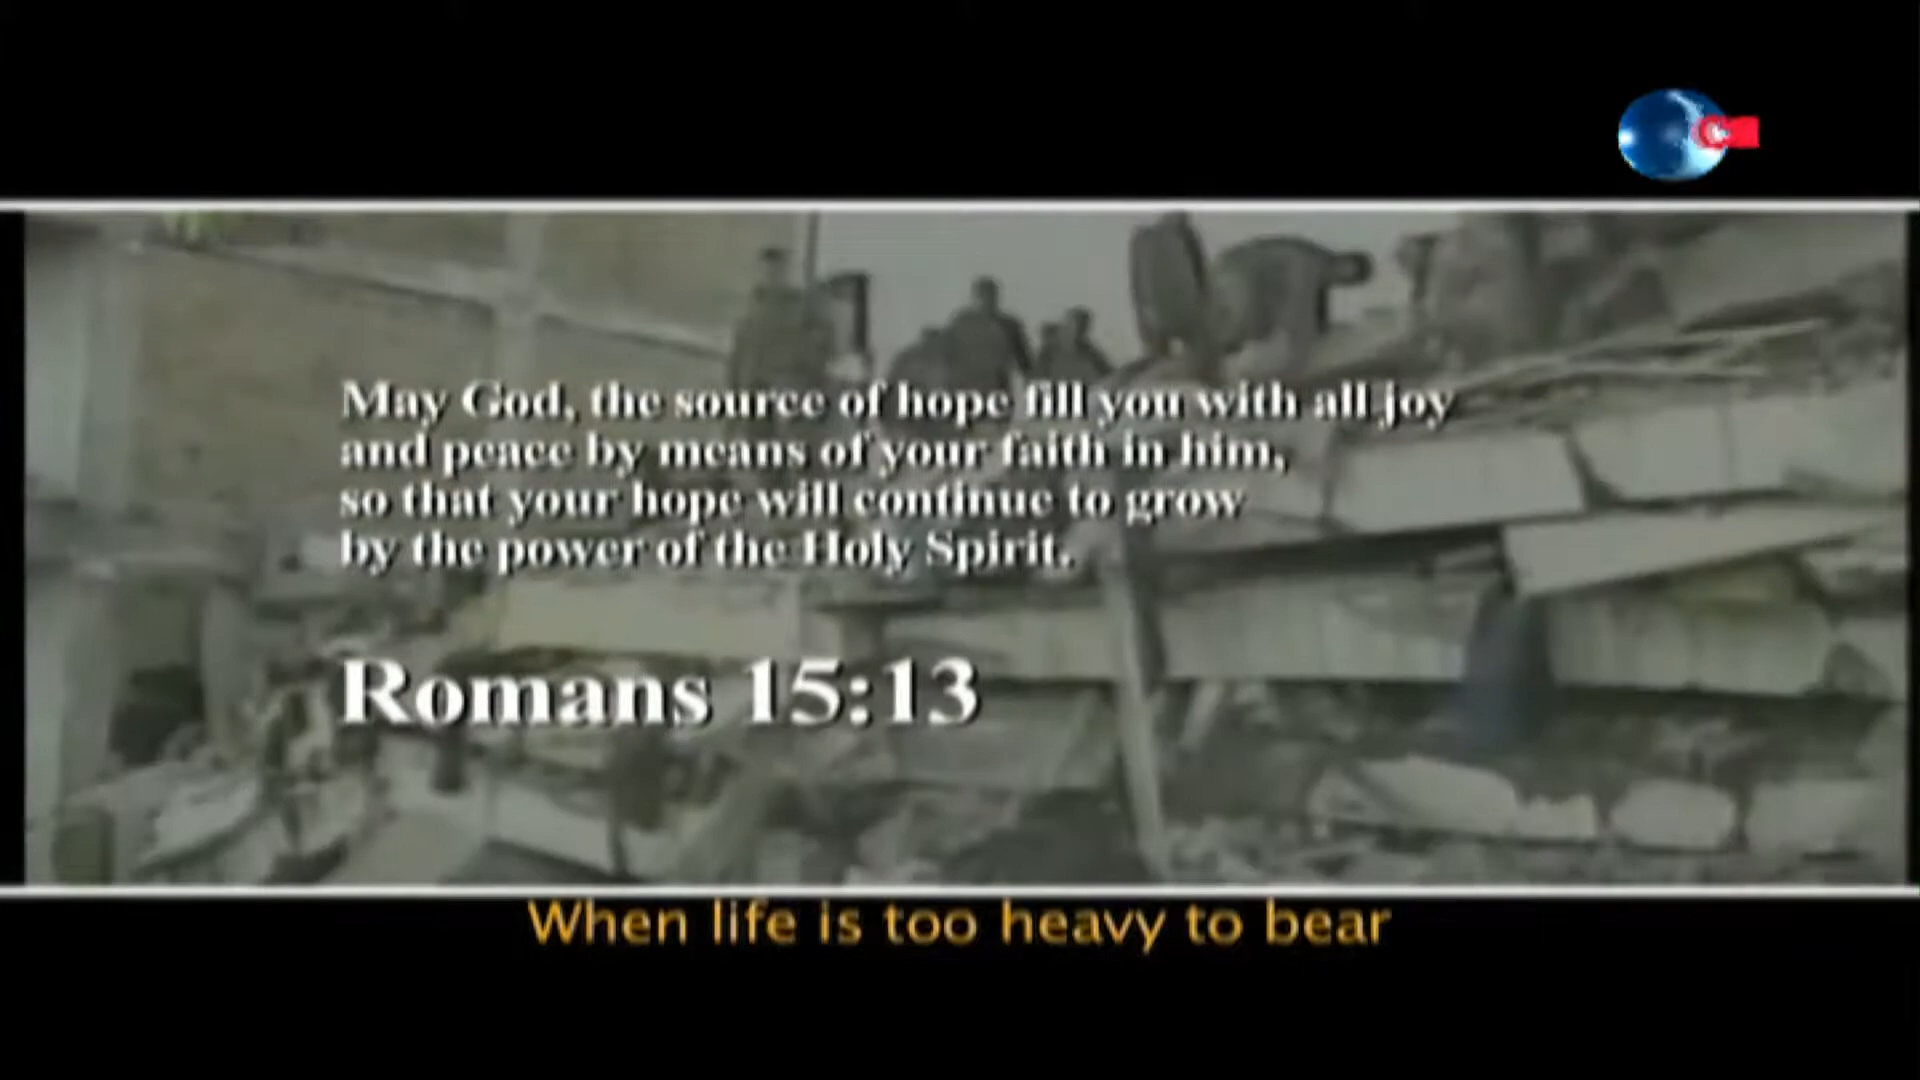 May God, the source of hope fill you with all joy
and peace by means of your faith in him,
so that your hope will continue to grow
by the power of the Holy Spirit.
Romans 15:13
When life is too heavy to bear